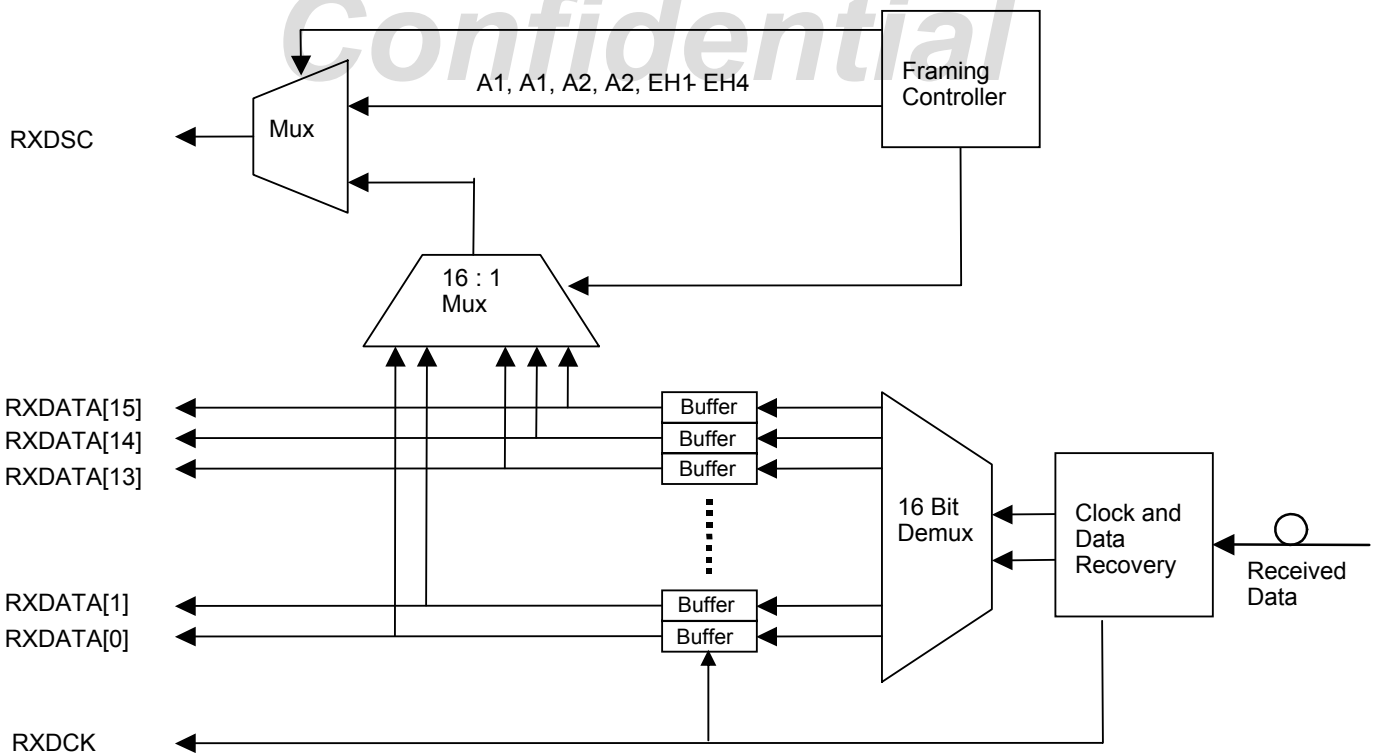 Confidential
Framing
Controller
A1, A1, A2, A2, EH1- EH4
Mux
RXDSC
16 : 1
Mux
RXDATA[15]
Buffer
RXDATA[14]
Buffer
RXDATA[13]
Buffer
16 Bit
Demux
Clock and
Data
Recovery
Received
Data
RXDATA[1]
Buffer
RXDATA[0]
Buffer
RXDCK